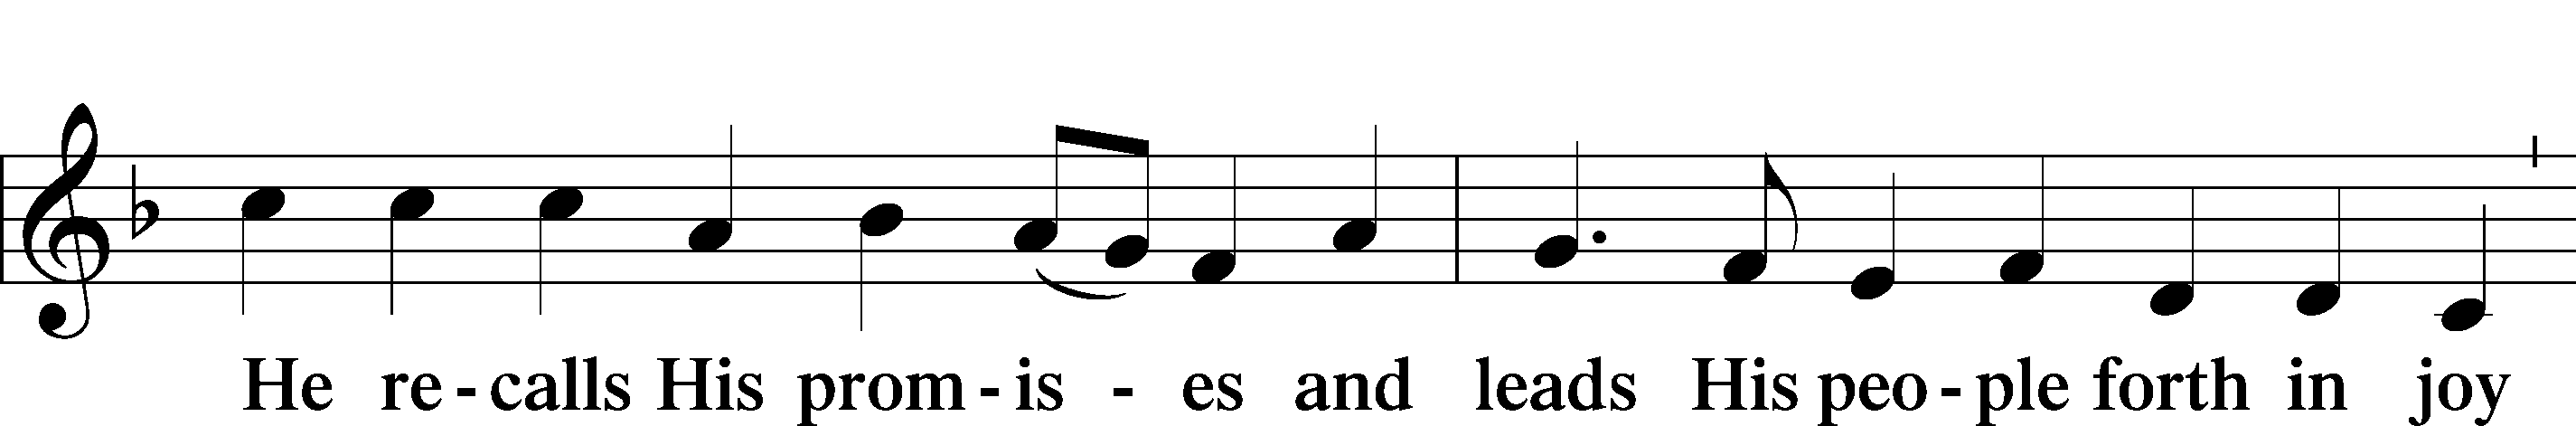 He re - calls His prom - is - es and leads His peo - ple forth in joy